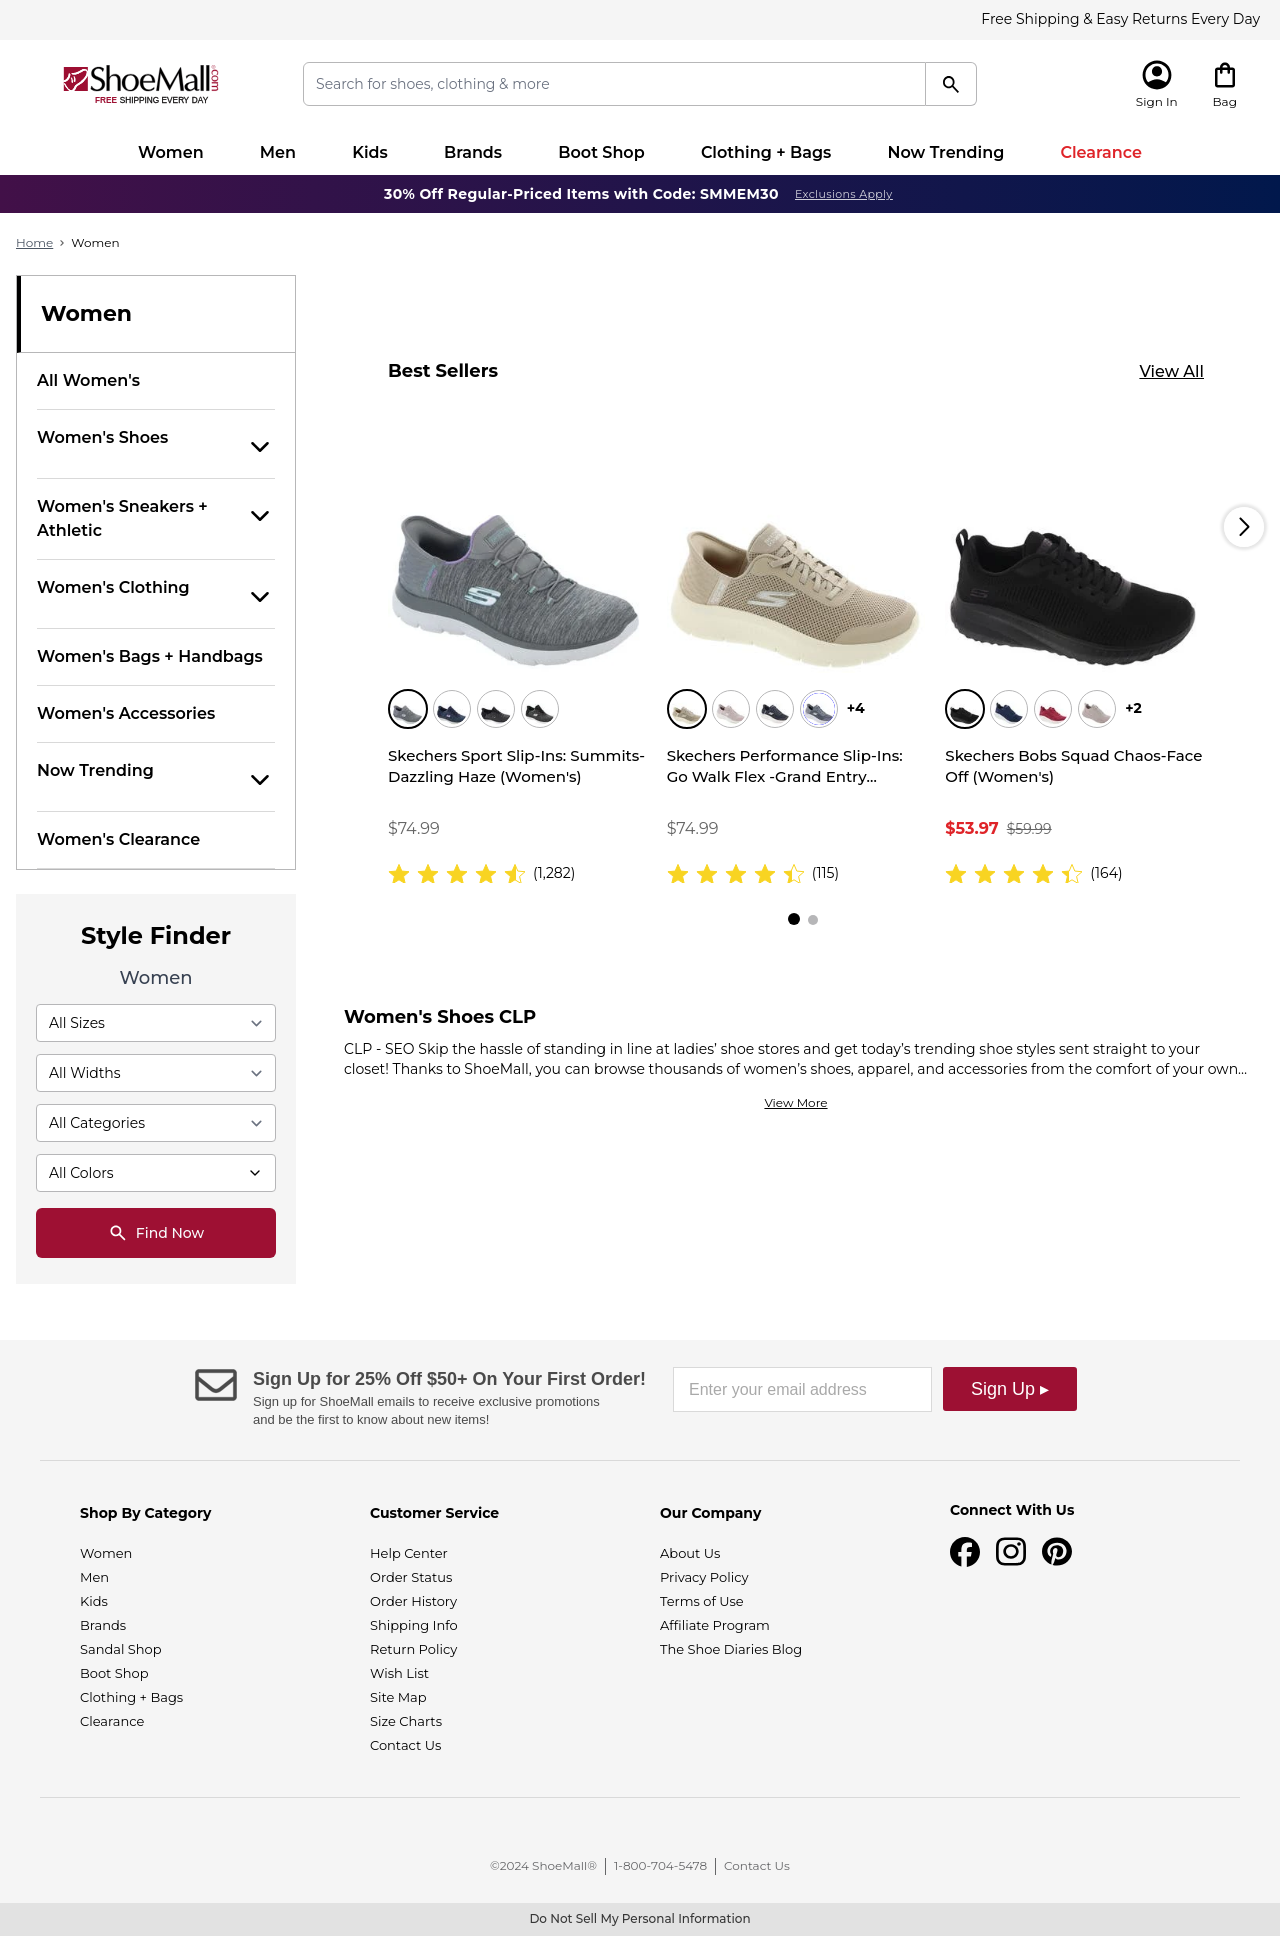 Free Shipping & Easy Returns Every Day
ShoeMall.com
FREE SHIPPING EVERY DAY
Search for shoes, clothing & more
Sign In
Bag
Women
Men
Kids
Brands
Boot Shop
Clothing + Bags
Now Trending
Clearance
30% Off Regular-Priced Items with Code: SMMEM30 Exclusions Apply
Home › Women
Women
All Women's
Women's Shoes
Women's Sneakers +
Athletic
Women's Clothing
Women's Bags + Handbags
Women's Accessories
Now Trending
Women's Clearance
Style Finder
Women
All Sizes
All Widths
All Categories
All Colors
Find Now
Best Sellers
View All
+4
+2
Skechers Sport Slip-Ins: Summits-
Dazzling Haze (Women's)
$74.99
(1,282)
Skechers Performance Slip-Ins:
Go Walk Flex -Grand Entry...
$74.99
(115)
Skechers Bobs Squad Chaos-Face
Off (Women's)
$53.97 $59.99
(164)
Women's Shoes CLP
CLP - SEO Skip the hassle of standing in line at ladies’ shoe stores and get today’s trending shoe styles sent straight to your
closet! Thanks to ShoeMall, you can browse thousands of women’s shoes, apparel, and accessories from the comfort of your own...
View More
Sign Up for 25% Off $50+ On Your First Order!
Sign up for ShoeMall emails to receive exclusive promotions
and be the first to know about new items!
Enter your email address
Sign Up ▸
Shop By Category
Women
Men
Kids
Brands
Sandal Shop
Boot Shop
Clothing + Bags
Clearance
Customer Service
Help Center
Order Status
Order History
Shipping Info
Return Policy
Wish List
Site Map
Size Charts
Contact Us
Our Company
About Us
Privacy Policy
Terms of Use
Affiliate Program
The Shoe Diaries Blog
Connect With Us
©2024 ShoeMall® | 1-800-704-5478 | Contact Us
Do Not Sell My Personal Information